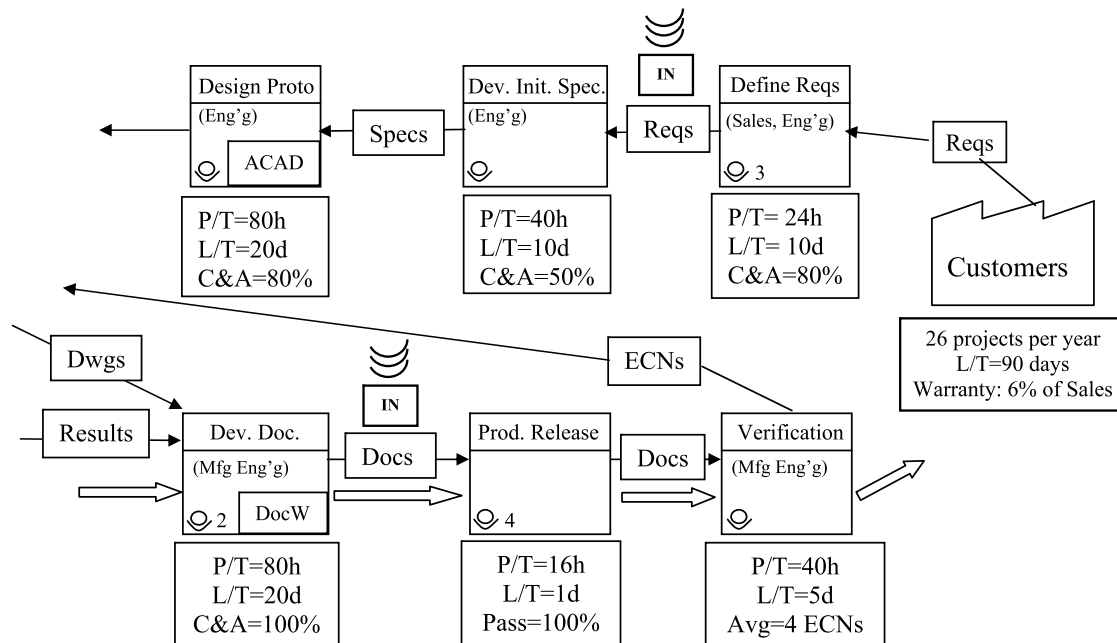 IN
Design Proto
(Eng'g)
ACAD
Specs
Dev. Init. Spec.
(Eng'g)
Reqs
Define Reqs
(Sales, Eng'g)
3
Reqs
P/T=80h
L/T=20d
C&A=80%
P/T=40h
L/T=10d
C&A=50%
P/T= 24h
L/T= 10d
C&A=80%
Customers
26 projects per year
L/T=90 days
Warranty: 6% of Sales
Dwgs
Results
ECNs
IN
Dev. Doc.
(Mfg Eng'g)
2
DocW
Docs
Prod. Release
4
Docs
Verification
(Mfg Eng'g)
P/T=80h
L/T=20d
C&A=100%
P/T=16h
L/T=1d
Pass=100%
P/T=40h
L/T=5d
Avg=4 ECNs